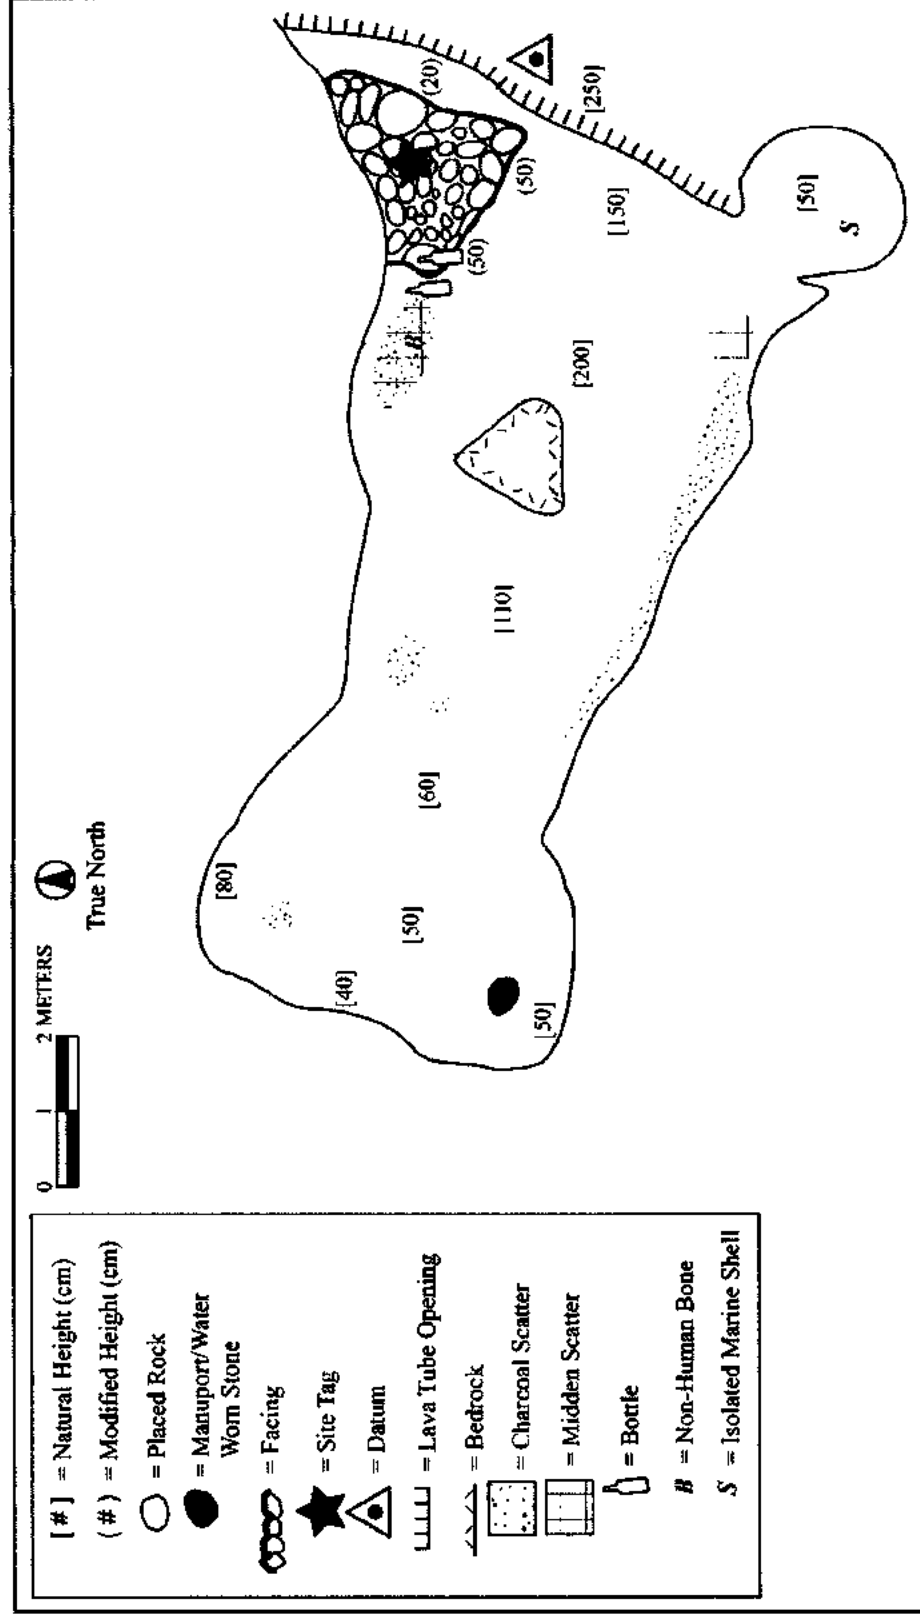 [#] = Natural Height (cm)
(#) = Modified Height (cm)
= Placed Rock
= Manuport/Water
Worn Stone
= Facing
= Site Tag
= Datum
= Lava Tube Opening
= Bedrock
= Charcoal Scatter
= Midden Scatter
= Bottle
B = Non-Human Bone
S = Isolated Marine Shell
0 1 2 METERS
True North
[80]
[40]
[50]
[50]
[60]
[110]
[200]
B
(50)
(50)
(20)
[150]
[250]
[50]
S